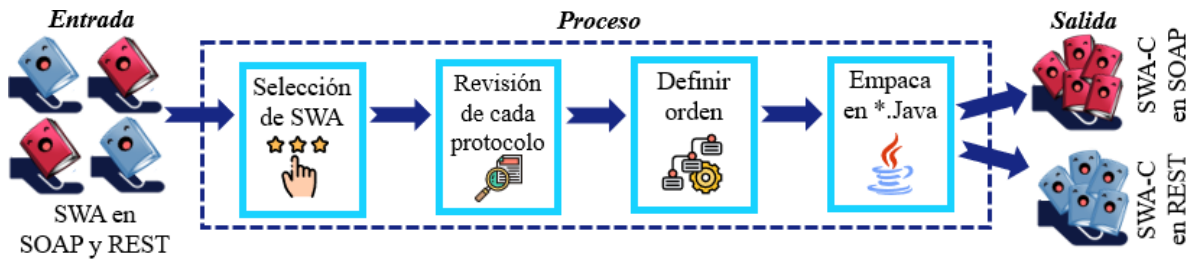 Entrada
Proceso
Salida
SWA en
SOAP y REST
Selección
de SWA
Revisión
de cada
protocolo
Definir
orden
Empaca
en *.Java
SWA-C
en SOAP
SWA-C
en REST